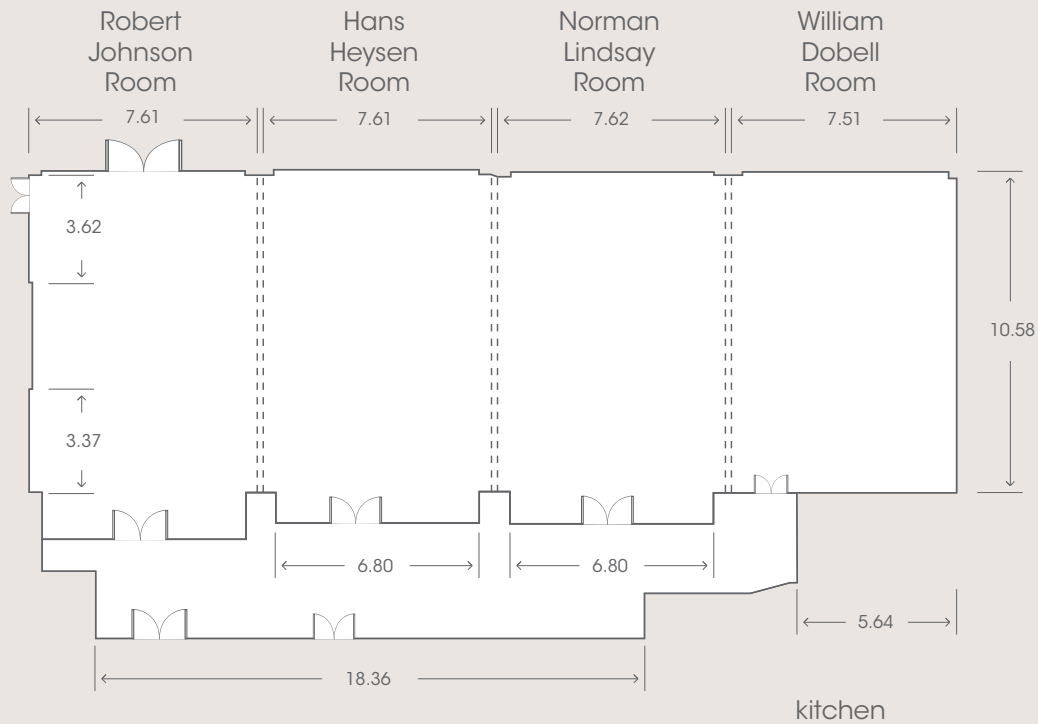 Robert
Johnson
Room
Hans
Heysen
Room
Norman
Lindsay
Room
William
Dobell
Room
7.61
7.61
7.62
7.51
3.62
10.58
3.37
6.80
6.80
5.64
18.36
kitchen